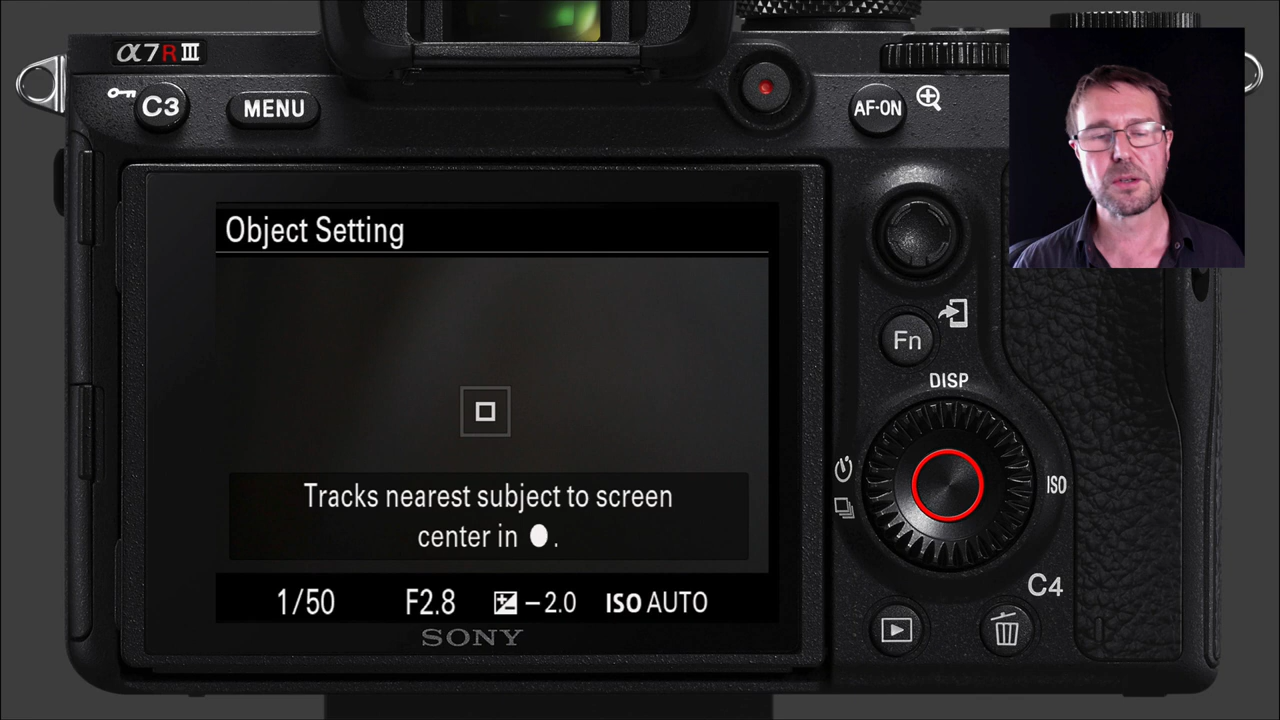 α7RIII
C3
MENU
AF-ON
Object Setting
Fn
DISP
Tracks nearest subject to screen
center in ●.
ISO
1/50 F2.8 –2.0 ISO AUTO
C4
SONY